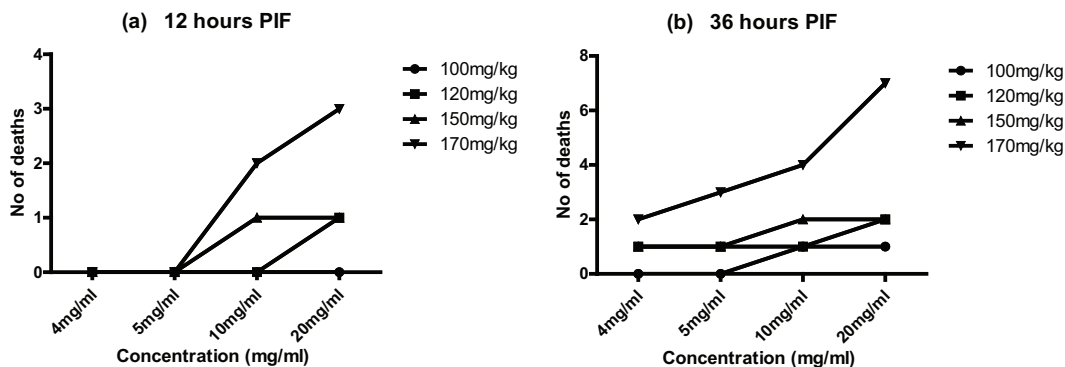 (a) 12 hours PIF
No of deaths
4
3
2
1
0
4mg/ml
5mg/ml
10mg/ml
20mg/ml
Concentration (mg/ml)
100mg/kg
120mg/kg
150mg/kg
170mg/kg
(b) 36 hours PIF
No of deaths
8
6
4
2
0
4mg/ml
5mg/ml
10mg/ml
20mg/ml
Concentration (mg/ml)
100mg/kg
120mg/kg
150mg/kg
170mg/kg